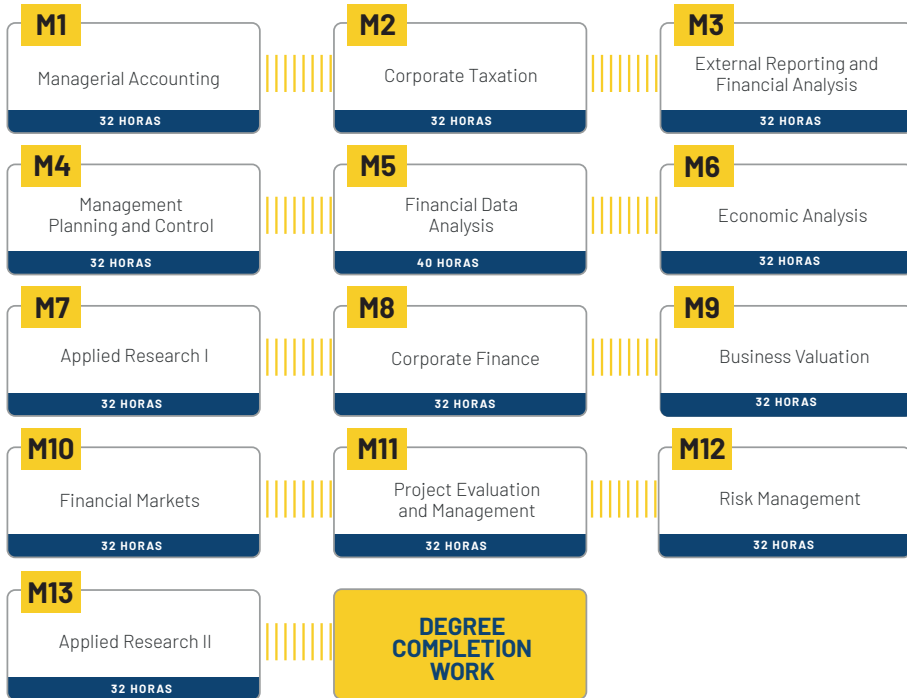 M1
Managerial Accounting
32 HORAS
M2
Corporate Taxation
32 HORAS
M3
External Reporting and
Financial Analysis
32 HORAS
M4
Management
Planning and Control
32 HORAS
M5
Financial Data
Analysis
40 HORAS
M6
Economic Analysis
32 HORAS
M7
Applied Research I
32 HORAS
M8
Corporate Finance
32 HORAS
M9
Business Valuation
32 HORAS
M10
Financial Markets
32 HORAS
M11
Project Evaluation
and Management
32 HORAS
M12
Risk Management
32 HORAS
M13
Applied Research II
32 HORAS
DEGREE
COMPLETION
WORK